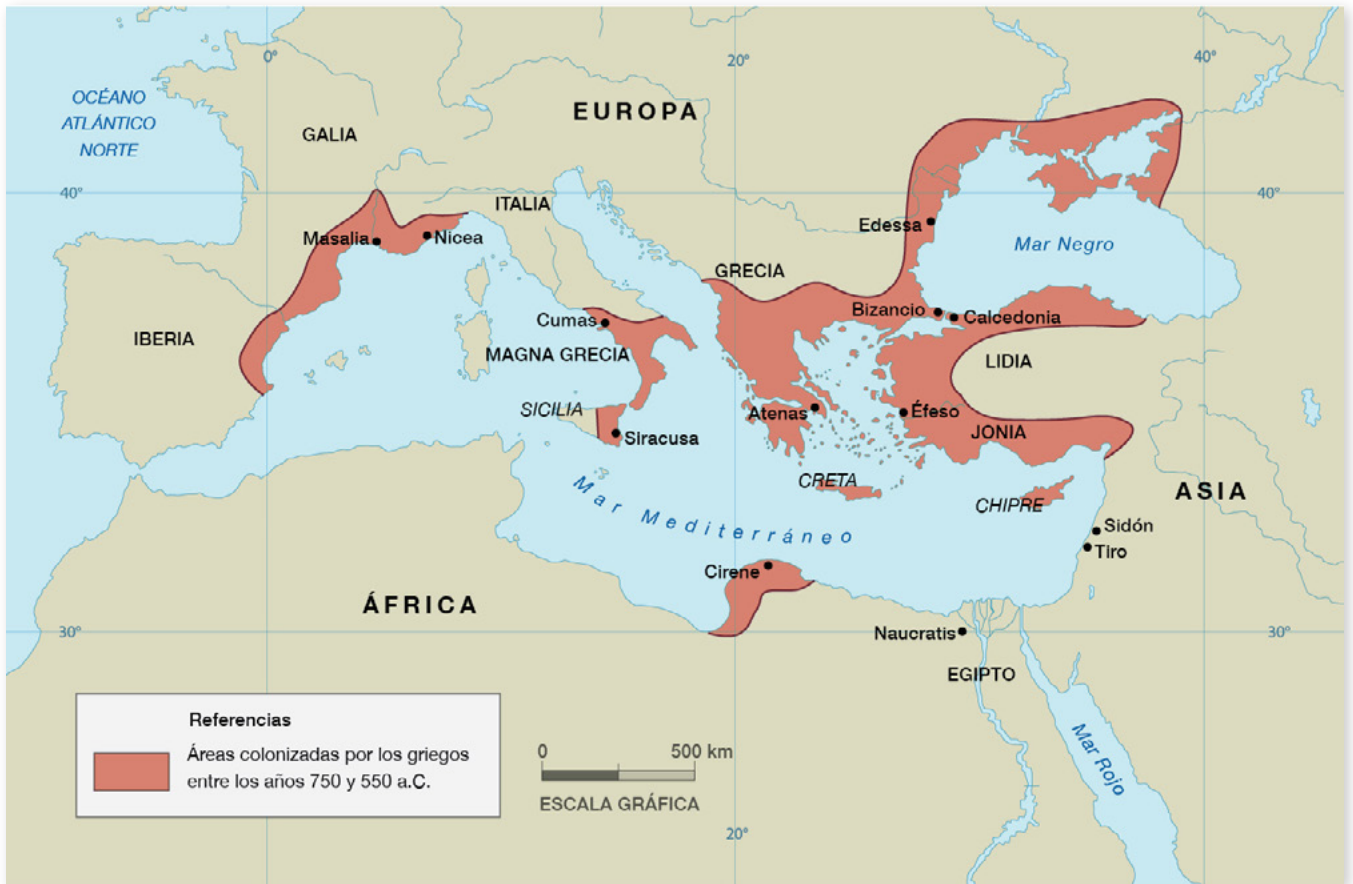 0°
20°
40°
OCÉANO
ATLÁNTICO
NORTE
EUROPA
GALIA
40°
40°
ITALIA
Masalia
Nicea
Edessa
Mar Negro
GRECIA
Bizancio
Calcedonia
Cumas
IBERIA
MAGNA GRECIA
LIDIA
SICILIA
Atenas
Éfeso
Siracusa
JONIA
CRETA
CHIPRE
ASIA
Mar Mediterráneo
Sidón
Tiro
Cirene
ÁFRICA
30°
Naucratis
30°
EGIPTO
Mar Rojo
Referencias
Áreas colonizadas por los griegos
entre los años 750 y 550 a.C.
0 500 km
ESCALA GRÁFICA
20°